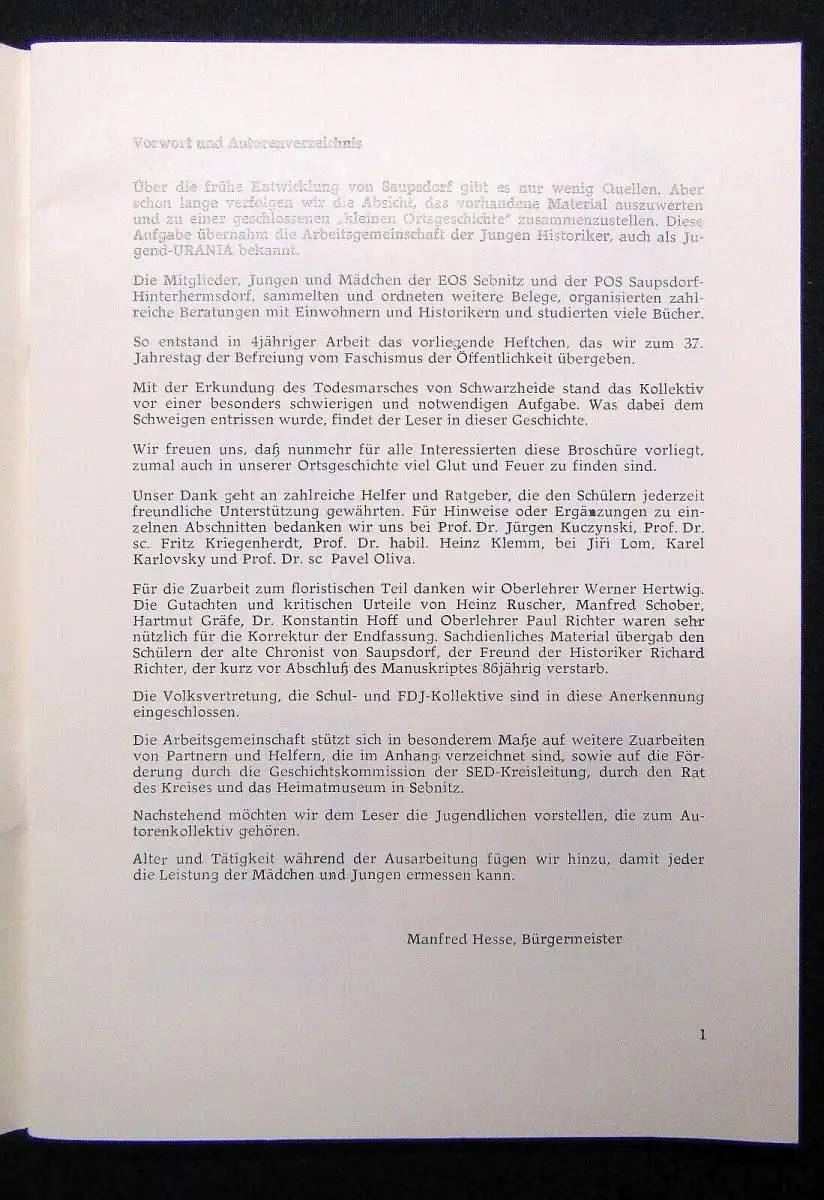 Vorwort und Autorenverzeichnis
Über die frühe Entwicklung von Saupsdorf gibt es nur wenig Quellen. Aber
schon lange verfolgen wir die Absicht, das vorhandene Material auszuwerten
und zu einer geschlossenen „kleinen Ortsgeschichte" zusammenzustellen. Diese
Aufgabe übernahm die Arbeitsgemeinschaft der Jungen Historiker, auch als Ju-
gend-URANIA bekannt.
Die Mitglieder, Jungen und Mädchen der EOS Sebnitz und der POS Saupsdorf-
Hinterhermsdorf, sammelten und ordneten weitere Belege, organisierten zahl-
reiche Beratungen mit Einwohnern und Historikern und studierten viele Bücher.
So entstand in 4jähriger Arbeit das vorliegende Heftchen, das wir zum 37.
Jahrestag der Befreiung vom Faschismus der Öffentlichkeit übergeben.
Mit der Erkundung des Todesmarsches von Schwarzheide stand das Kollektiv
vor einer besonders schwierigen und notwendigen Aufgabe. Was dabei dem
Schweigen entrissen wurde, findet der Leser in dieser Geschichte.
Wir freuen uns, daß nunmehr für alle Interessierten diese Broschüre vorliegt,
zumal auch in unserer Ortsgeschichte viel Glut und Feuer zu finden sind.
Unser Dank geht an zahlreiche Helfer und Ratgeber, die den Schülern jederzeit
freundliche Unterstützung gewährten. Für Hinweise oder Ergänzungen zu ein-
zelnen Abschnitten bedanken wir uns bei Prof. Dr. Jürgen Kuczynski, Prof. Dr.
sc. Fritz Kriegenherdt, Prof. Dr. habil. Heinz Klemm, bei Jiří Lom, Karel
Karlovsky und Prof. Dr. sc Pavel Oliva.
Für die Zuarbeit zum floristischen Teil danken wir Oberlehrer Werner Hertwig.
Die Gutachten und kritischen Urteile von Heinz Ruscher, Manfred Schober,
Hartmut Gräfe, Dr. Konstantin Hoff und Oberlehrer Paul Richter waren sehr
nützlich für die Korrektur der Endfassung. Sachdienliches Material übergab den
Schülern der alte Chronist von Saupsdorf, der Freund der Historiker Richard
Richter, der kurz vor Abschluß des Manuskriptes 86jährig verstarb.
Die Volksvertretung, die Schul- und FDJ-Kollektive sind in diese Anerkennung
eingeschlossen.
Die Arbeitsgemeinschaft stützt sich in besonderem Maße auf weitere Zuarbeiten
von Partnern und Helfern, die im Anhang verzeichnet sind, sowie auf die För-
derung durch die Geschichtskommission der SED-Kreisleitung, durch den Rat
des Kreises und das Heimatmuseum in Sebnitz.
Nachstehend möchten wir dem Leser die Jugendlichen vorstellen, die zum Au-
torenkollektiv gehören.
Alter und Tätigkeit während der Ausarbeitung fügen wir hinzu, damit jeder
die Leistung der Mädchen und Jungen ermessen kann.
Manfred Hesse, Bürgermeister
1